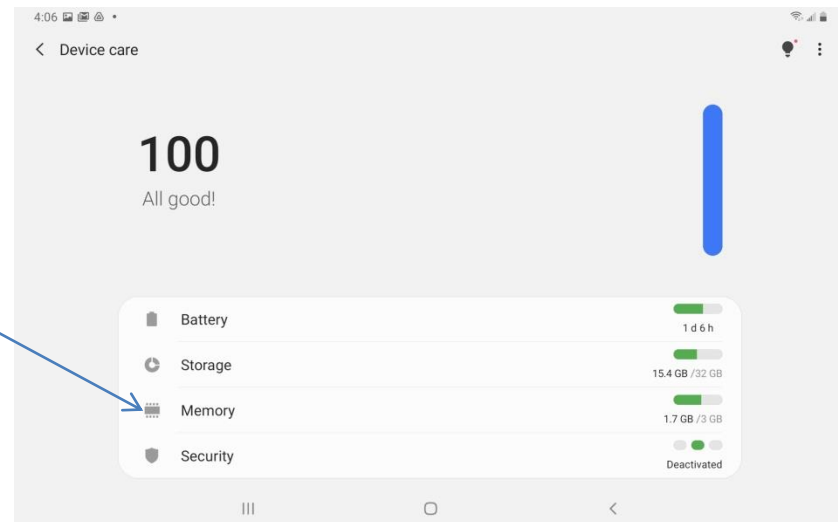 4:06
Device care
100
All good!
Battery
1 d 6 h
Storage
15.4 GB /32 GB
Memory
1.7 GB /3 GB
Security
Deactivated